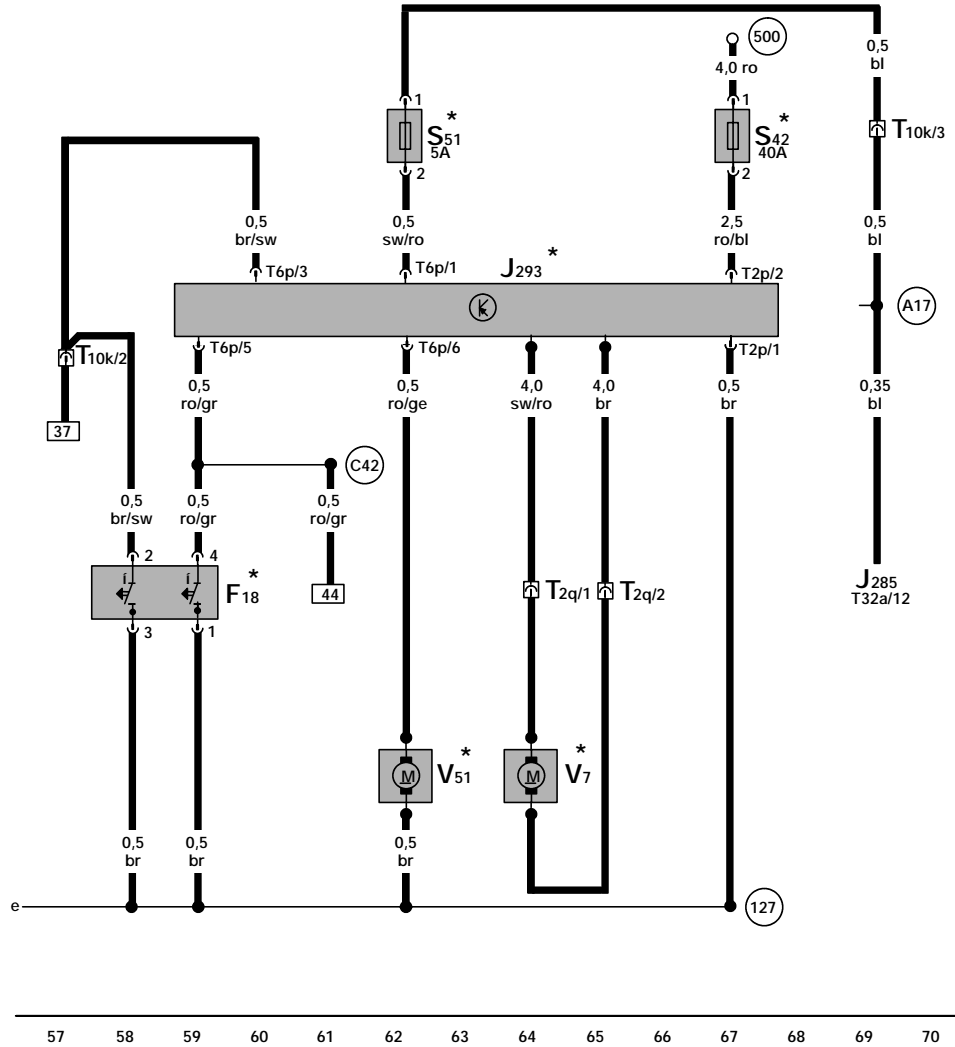 500
0,5
bl
4,0 ro
1
1
S51 *
5A
S42 *
40A
T10k/3
2
2
0,5
br/sw
0,5
sw/ro
2,5
ro/bl
0,5
bl
T6p/3
T6p/1
J293 *
T2p/2
A17
T10k/2
T6p/5
T6p/6
T2p/1
0,5
ro/gr
0,5
ro/ge
4,0
sw/ro
4,0
br
0,5
br
0,35
bl
37
C42
0,5
br/sw
0,5
ro/gr
0,5
ro/gr
2
4
í
í
F18 *
44
T2q/1
T2q/2
J285
T32a/12
3
1
M
V51 *
M
V7 *
0,5
br
0,5
br
0,5
br
e
127
57 58 59 60 61 62 63 64 65 66 67 68 69 70